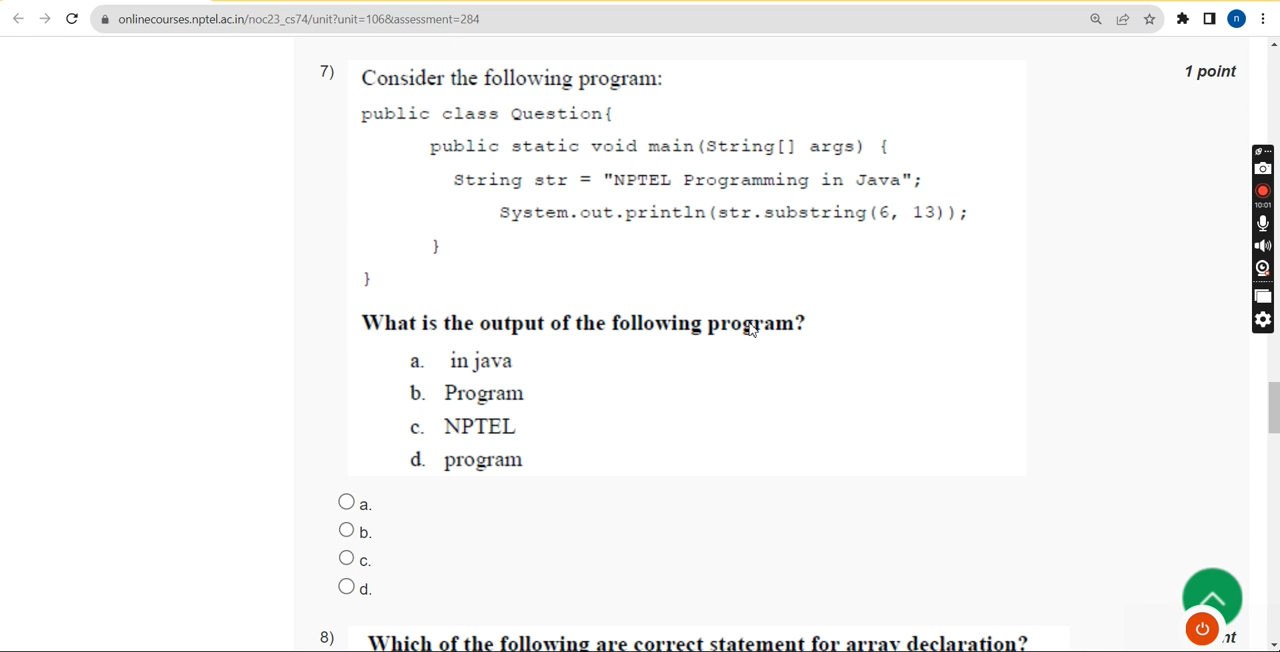 onlinecourses.nptel.ac.in/noc23_cs74/unit?unit=106&assessment=284
n
7)
Consider the following program:
1 point
public class Question{
public static void main(String[] args) {
String str = "NPTEL Programming in Java";
System.out.println(str.substring(6, 13));
}
}
What is the output of the following program?
a. in java
b. Program
c. NPTEL
d. program
10:01
a.
b.
c.
d.
8)
Which of the following are correct statement for array declaration?
nt